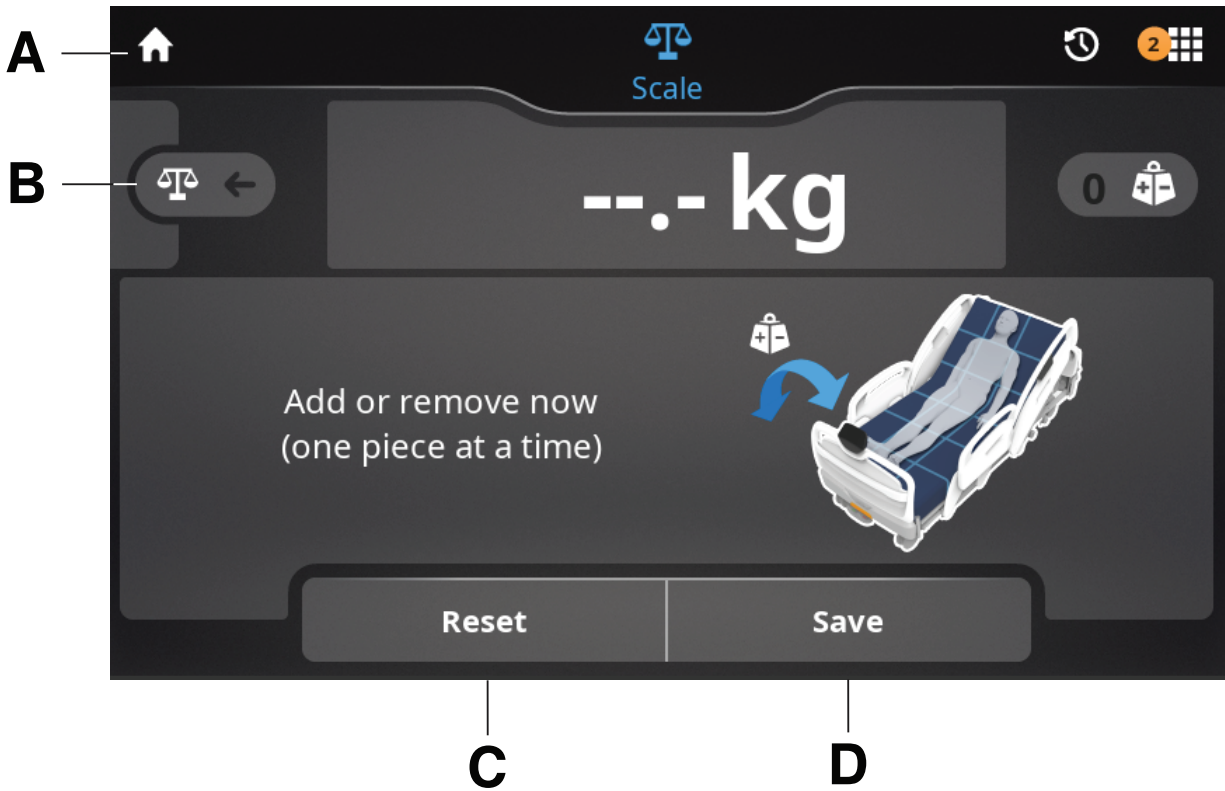 A
Scale
2
B
--.- kg
0
+ -
+ -
Add or remove now
(one piece at a time)
Reset
Save
C
D